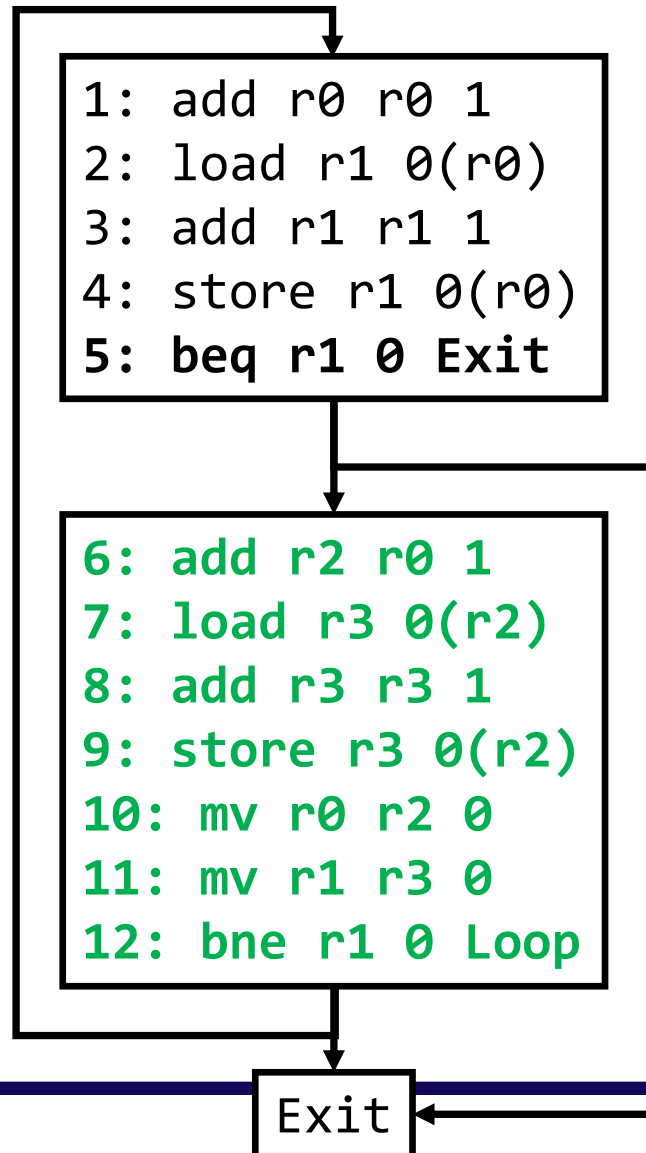 1: add r0 r0 1
2: load r1 0(r0)
3: add r1 r1 1
4: store r1 0(r0)
5: beq r1 0 Exit
6: add r2 r0 1
7: load r3 0(r2)
8: add r3 r3 1
9: store r3 0(r2)
10: mv r0 r2 0
11: mv r1 r3 0
12: bne r1 0 Loop
Exit